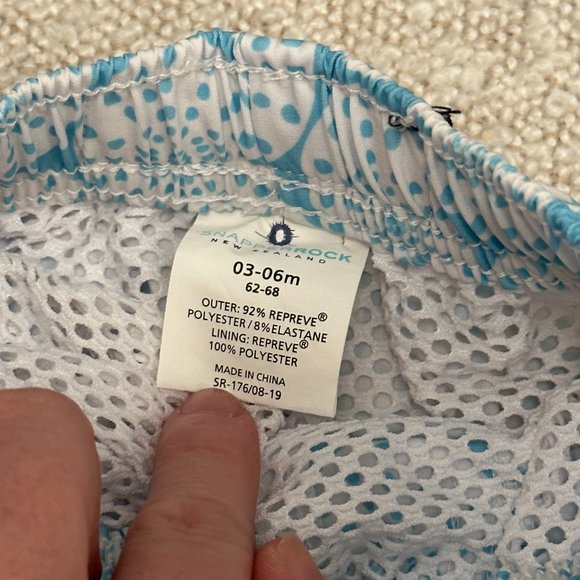 SNAPPER ROCK
NEW ZEALAND
03-06m
62-68
OUTER: 92% REPREVE®
POLYESTER/8%ELASTANE
LINING: REPREVE®
100% POLYESTER
MADE IN CHINA
SR-176/08-19